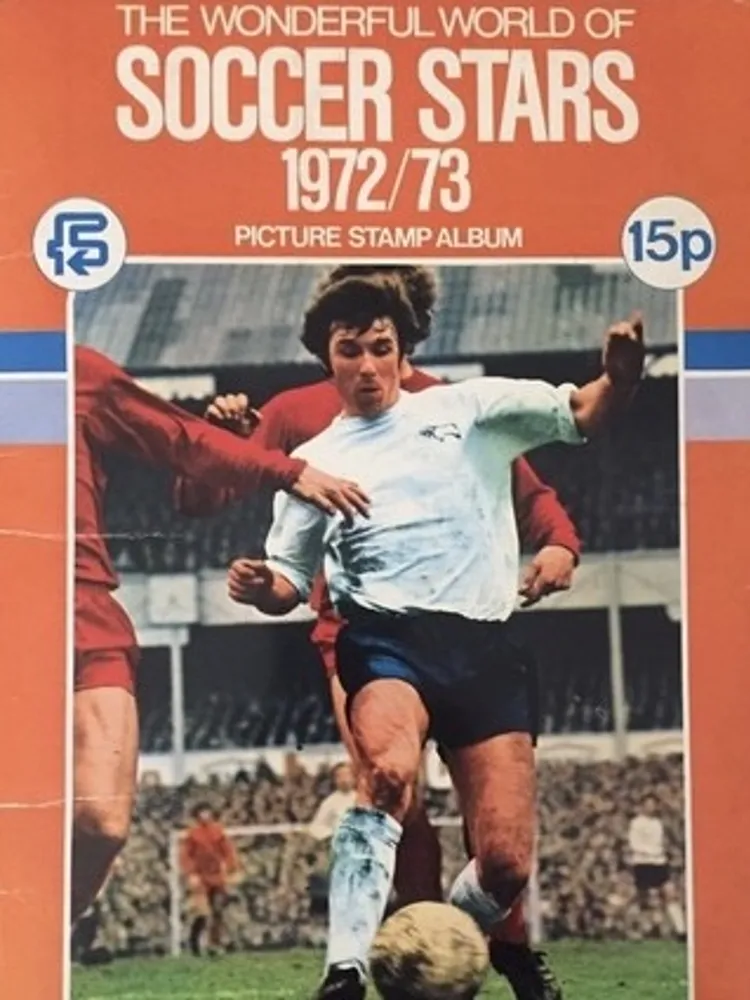 THE WONDERFUL WORLD OF
SOCCER STARS
1972/73
PICTURE STAMP ALBUM
15p